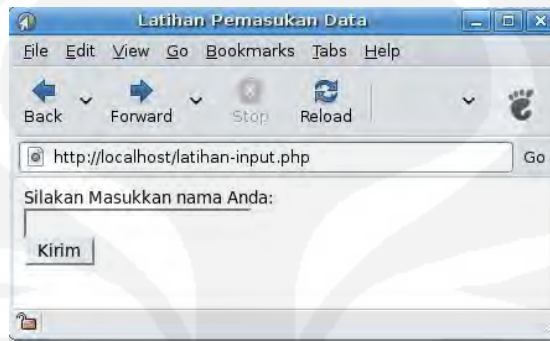 Latihan Pemasukan Data
File Edit View Go Bookmarks Tabs Help
Back Forward Stop Reload
http://localhost/latihan-input.php Go
Silakan Masukkan nama Anda:
Kirim